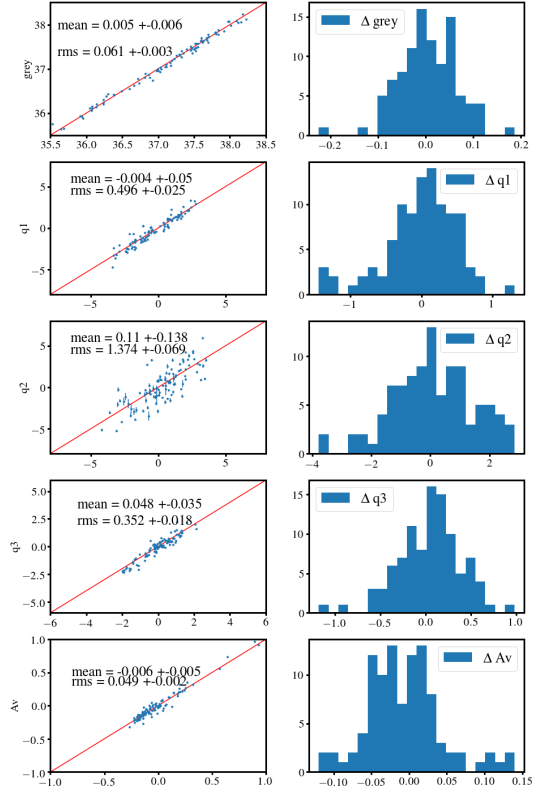 mean = 0.005 +-0.006
rms = 0.061 +-0.003
grey
38
37
36
35.5 36.0 36.5 37.0 37.5 38.0 38.5
Δ grey
15
10
5
0
−0.2 −0.1 0.0 0.1 0.2
mean = -0.004 +-0.05
rms = 0.496 +-0.025
q1
5
0
−5
−5 0 5
Δ q1
10
5
0
−1 0 1
mean = 0.11 +-0.138
rms = 1.374 +-0.069
q2
5
0
−5
−5 0 5
Δ q2
10
5
0
−4 −2 0 2
mean = 0.048 +-0.035
rms = 0.352 +-0.018
q3
5.0
2.5
0.0
−2.5
−5.0
−6 −4 −2 0 2 4 6
Δ q3
15
10
5
0
−1.0 −0.5 0.0 0.5 1.0
mean = -0.006 +-0.005
rms = 0.049 +-0.002
Av
1.0
0.5
0.0
−0.5
−1.0
−1.0 −0.5 0.0 0.5 1.0
Δ Av
10
5
0
−0.10 −0.05 0.00 0.05 0.10 0.15